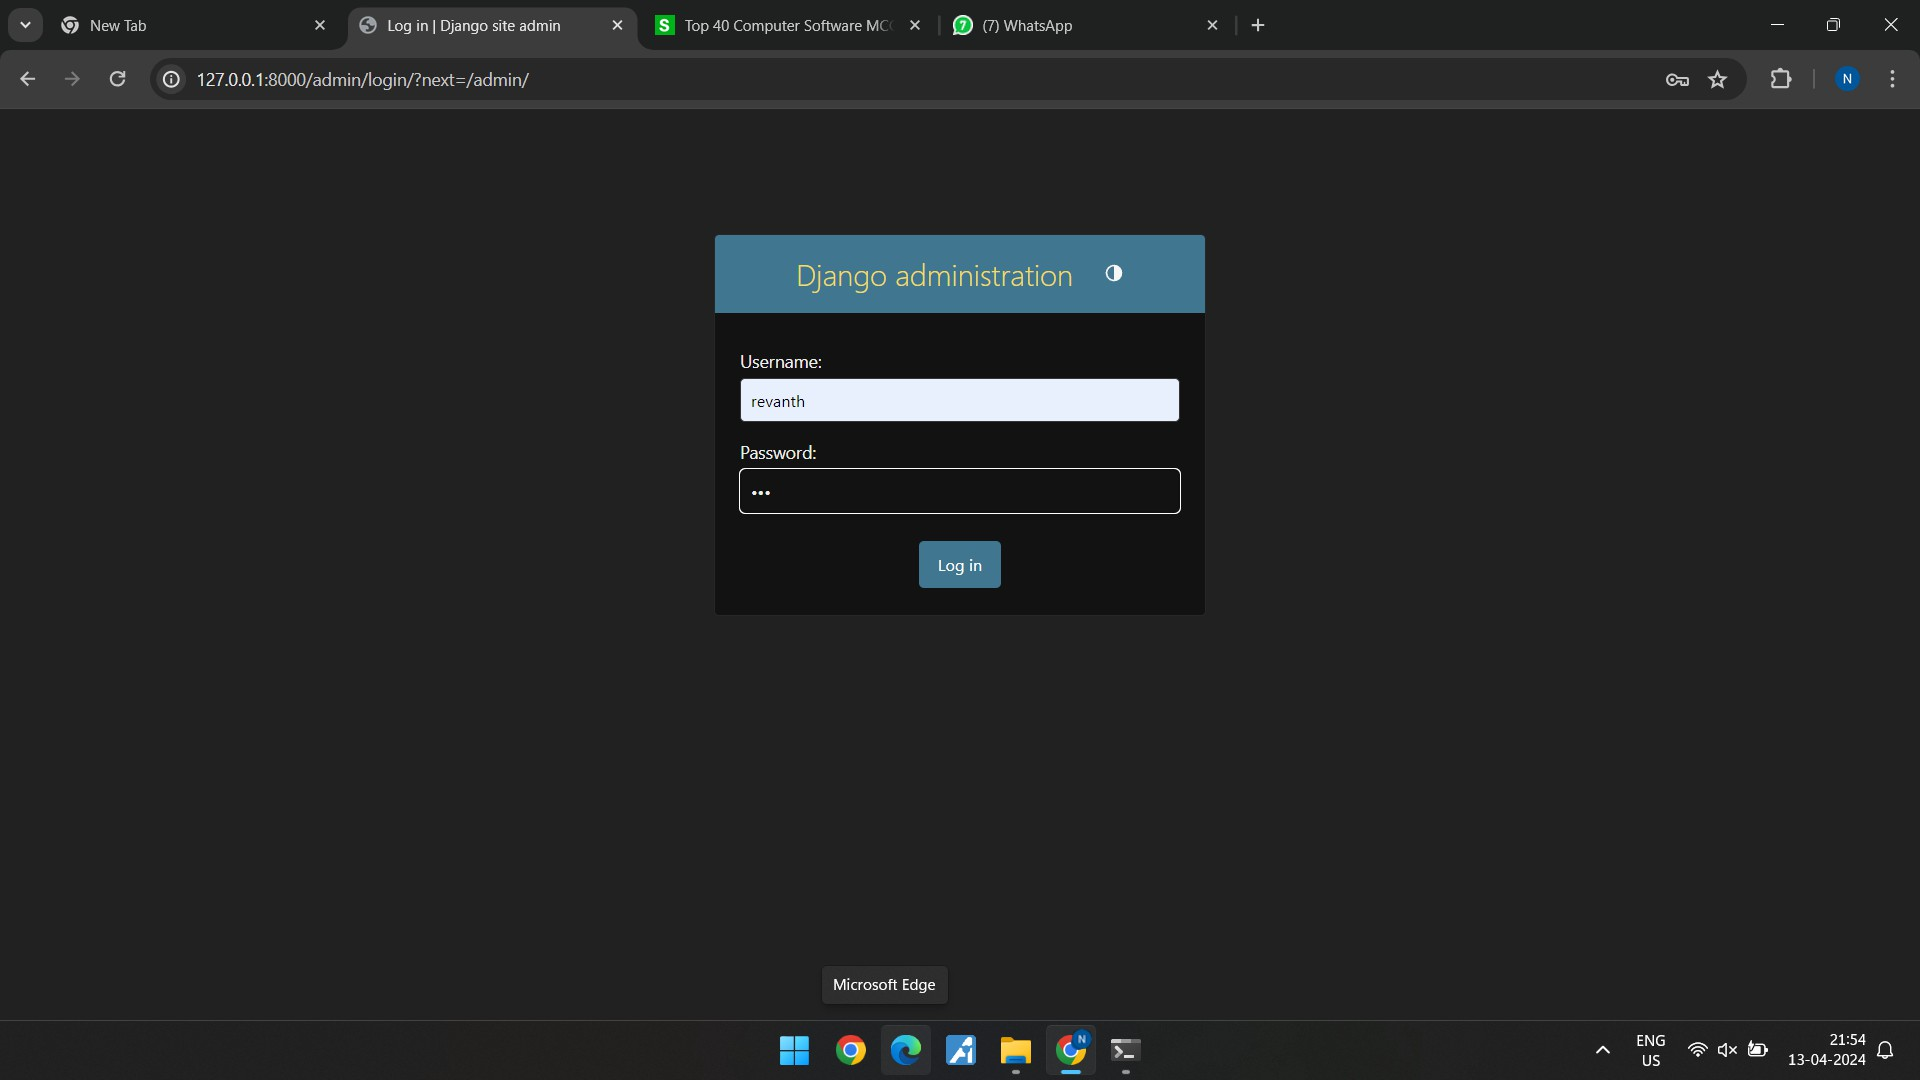 New Tab
Log in | Django site admin
S Top 40 Computer Software MC
7 (7) WhatsApp
127.0.0.1:8000/admin/login/?next=/admin/
N
Django administration
Username:
revanth
Password:
•••
Log in
Microsoft Edge
N
ENG
US
21:54
13-04-2024